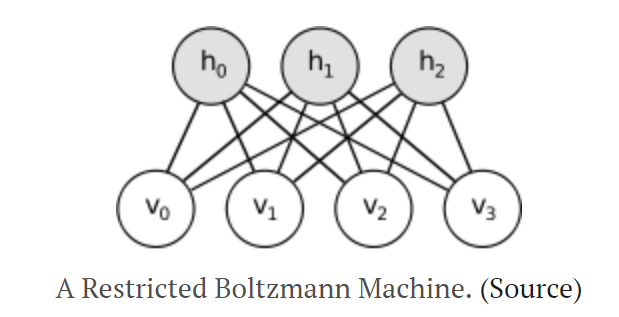 h0 h1 h2
v0 v1 v2 v3
A Restricted Boltzmann Machine. (Source)